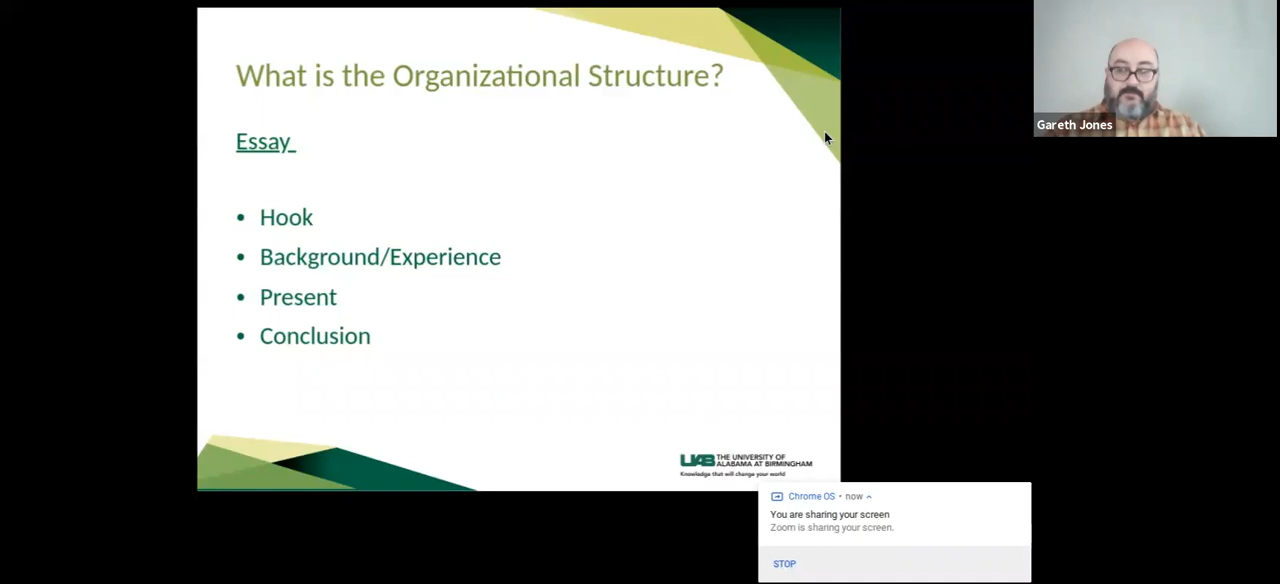 What is the Organizational Structure?
Essay
• Hook
• Background/Experience
• Present
• Conclusion
UAB THE UNIVERSITY OF
ALABAMA AT BIRMINGHAM
Knowledge that will change your world
Gareth Jones
Chrome OS • now
You are sharing your screen
Zoom is sharing your screen.
STOP